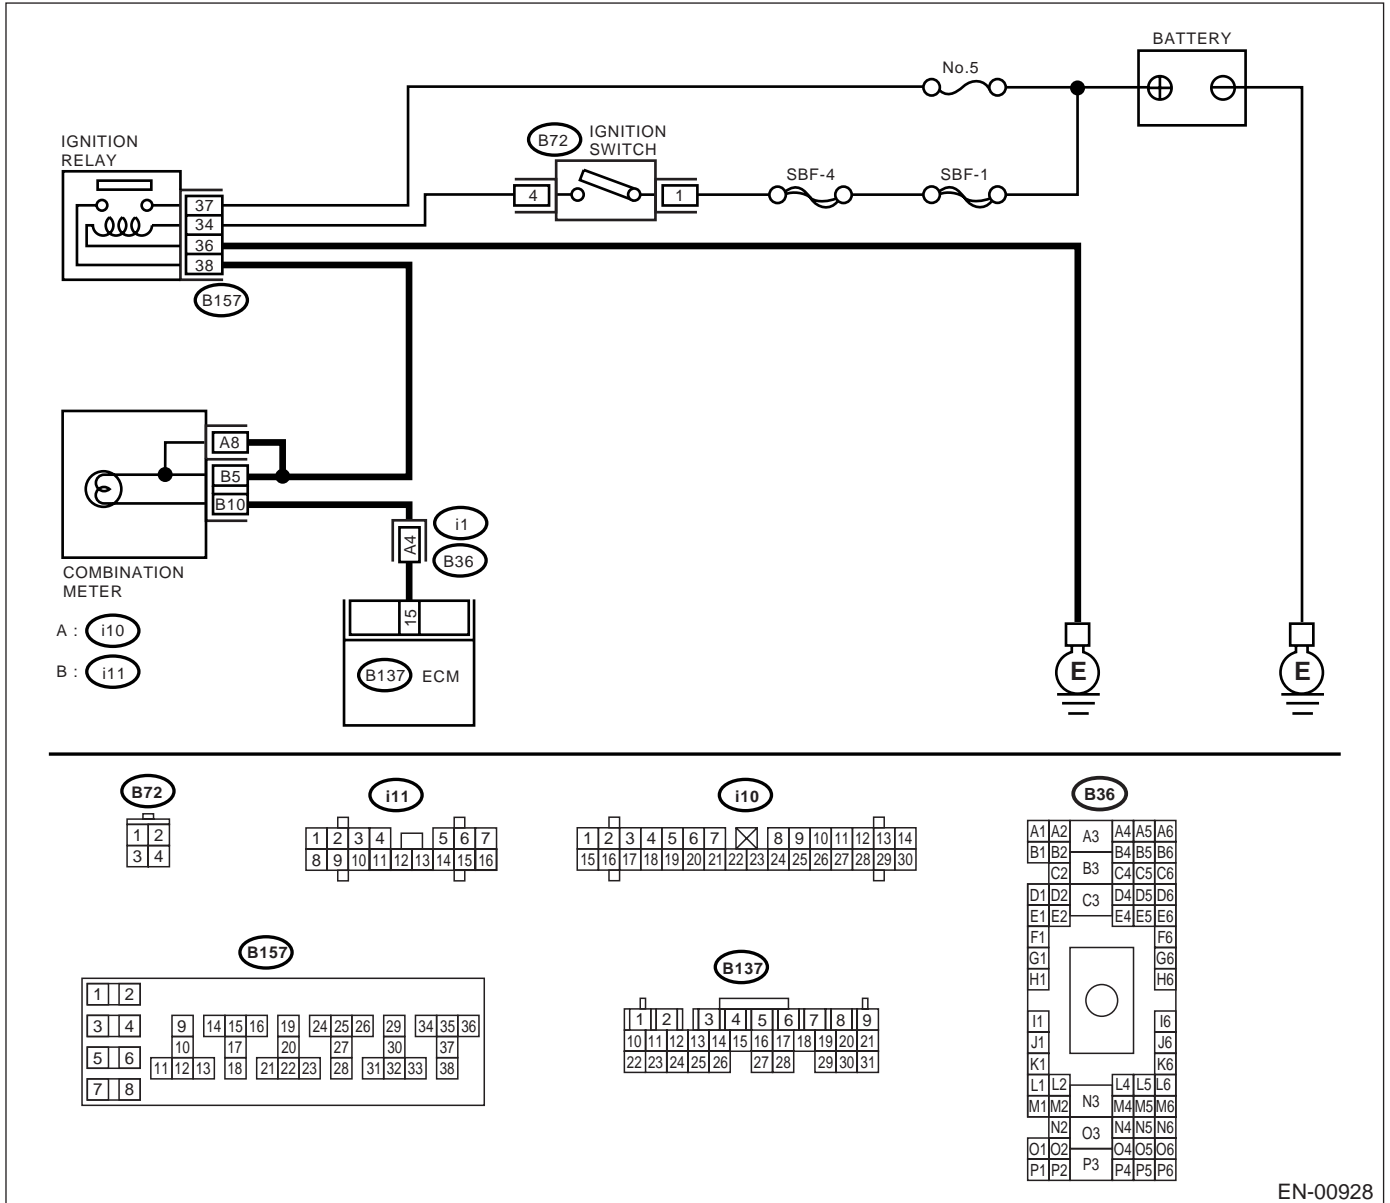 BATTERY
No.5
IGNITION
RELAY
B72
IGNITION
SWITCH
SBF-4
SBF-1
4
1
37
34
36
38
B157
A8
B5
B10
A4
i1
B36
COMBINATION
METER
A : i10
B : i11
15
B137 ECM
E
E
B72
1 2
3 4
i11
1 2 3 4 5 6 7
8 9 10 11 12 13 14 15 16
i10
1 2 3 4 5 6 7 8 9 10 11 12 13 14
15 16 17 18 19 20 21 22 23 24 25 26 27 28 29 30
B157
1 2
3 4 9 14 15 16 19 24 25 26 29 34 35 36
10 17 20 27 30 37
5 6 11 12 13 18 21 22 23 28 31 32 33 38
7 8
B137
1 2 3 4 5 6 7 8 9
10 11 12 13 14 15 16 17 18 19 20 21
22 23 24 25 26 27 28 29 30 31
B36
A1 A2 A3 A4 A5 A6
B1 B2 B4 B5 B6
C2 B3 C4 C5 C6
D1 D2 C3 D4 D5 D6
E1 E2 E4 E5 E6
F1 F6
G1 G6
H1 H6
I1 I6
J1 J6
K1 K6
L1 L2 L4 L5 L6
M1 M2 N3 M4 M5 M6
N2 O3 N4 N5 N6
O1 O2 O4 O5 O6
P1 P2 P3 P4 P5 P6
EN-00928